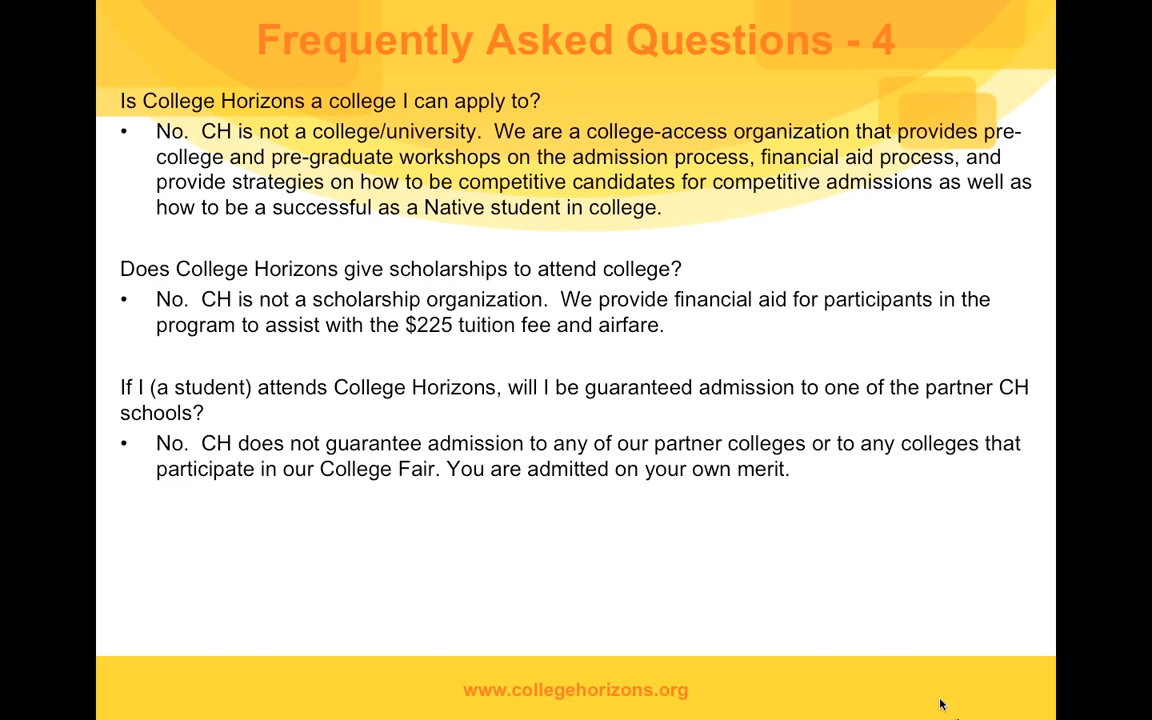 Frequently Asked Questions - 4
Is College Horizons a college I can apply to?
• No.  CH is not a college/university.  We are a college-access organization that provides pre-
college and pre-graduate workshops on the admission process, financial aid process, and
provide strategies on how to be competitive candidates for competitive admissions as well as
how to be a successful as a Native student in college.
Does College Horizons give scholarships to attend college?
• No.  CH is not a scholarship organization.  We provide financial aid for participants in the
program to assist with the $225 tuition fee and airfare.
If I (a student) attends College Horizons, will I be guaranteed admission to one of the partner CH
schools?
• No.  CH does not guarantee admission to any of our partner colleges or to any colleges that
participate in our College Fair. You are admitted on your own merit.
www.collegehorizons.org